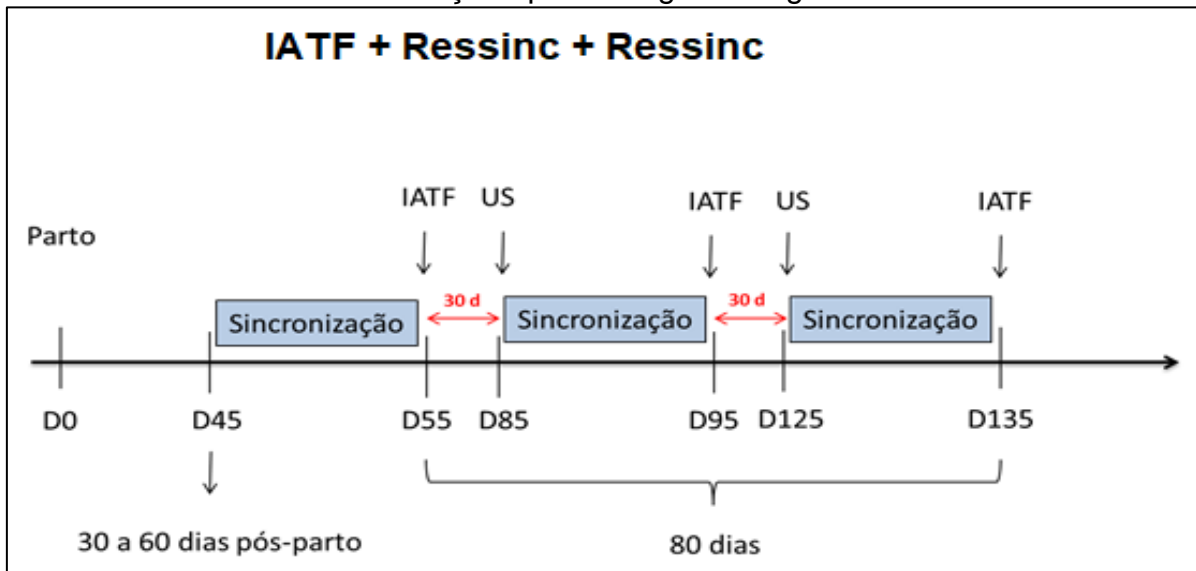 IATF + Ressinc + Ressinc
IATF US IATF US IATF
Parto
30 d 30 d
Sincronização Sincronização Sincronização
D0 D45 D55 D85 D95 D125 D135
30 a 60 dias pós-parto 80 dias